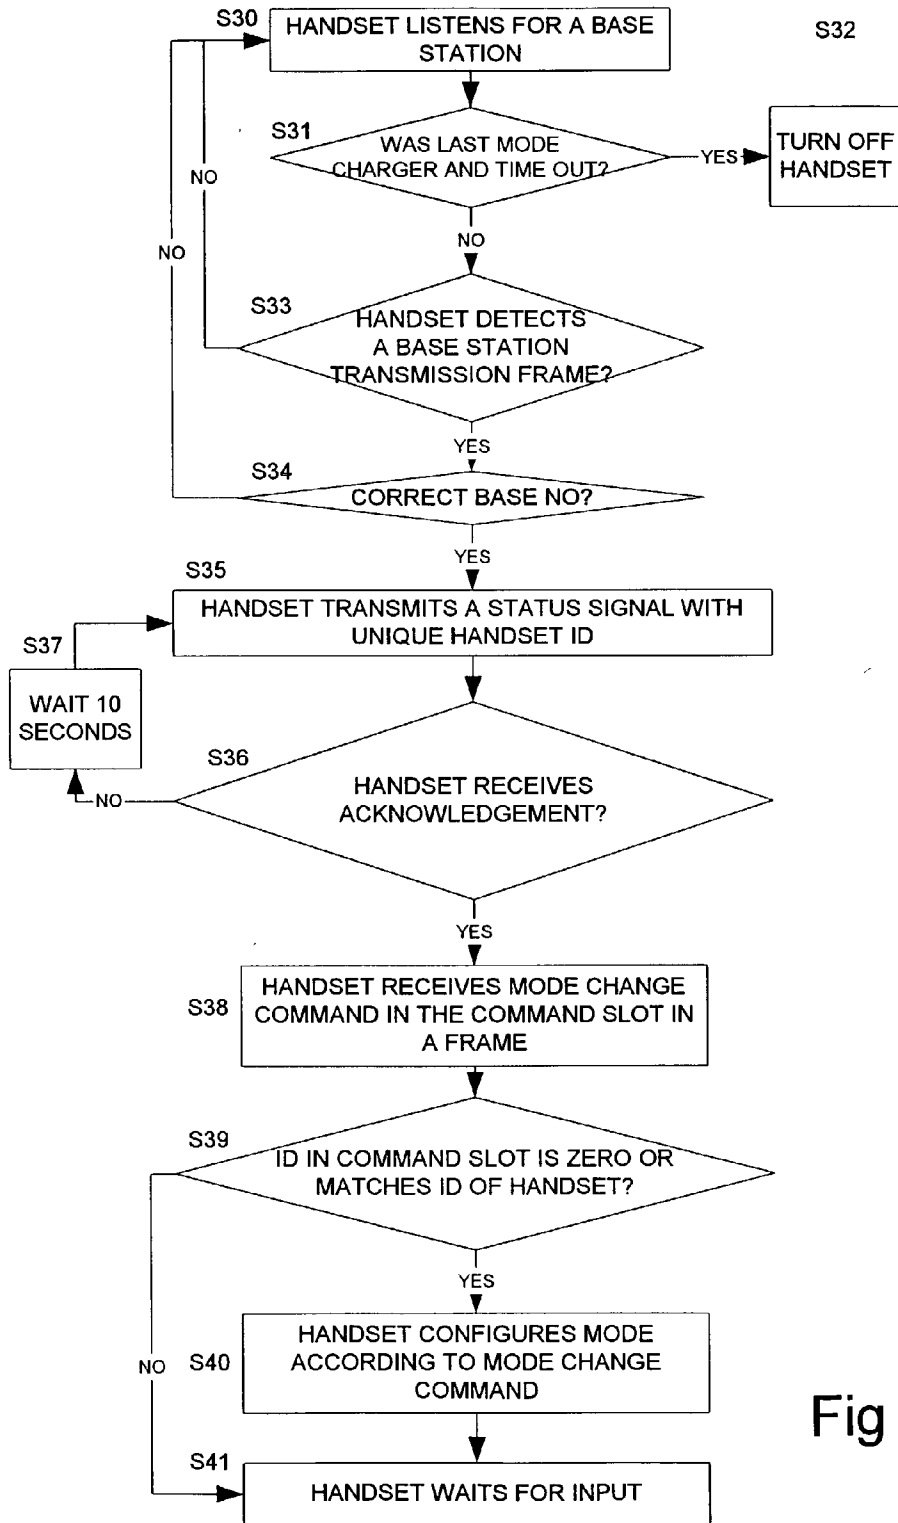 S30
HANDSET LISTENS FOR A BASE
STATION
S32
S31
WAS LAST MODE
CHARGER AND TIME OUT?
YES
TURN OFF
HANDSET
NO
NO
NO
S33
HANDSET DETECTS
A BASE STATION
TRANSMISSION FRAME?
YES
S34
CORRECT BASE NO?
YES
S35
HANDSET TRANSMITS A STATUS SIGNAL WITH
UNIQUE HANDSET ID
S37
WAIT 10
SECONDS
S36
HANDSET RECEIVES
ACKNOWLEDGEMENT?
NO
YES
S38
HANDSET RECEIVES MODE CHANGE
COMMAND IN THE COMMAND SLOT IN
A FRAME
S39
ID IN COMMAND SLOT IS ZERO OR
MATCHES ID OF HANDSET?
YES
NO
S40
HANDSET CONFIGURES MODE
ACCORDING TO MODE CHANGE
COMMAND
Fig
S41
HANDSET WAITS FOR INPUT